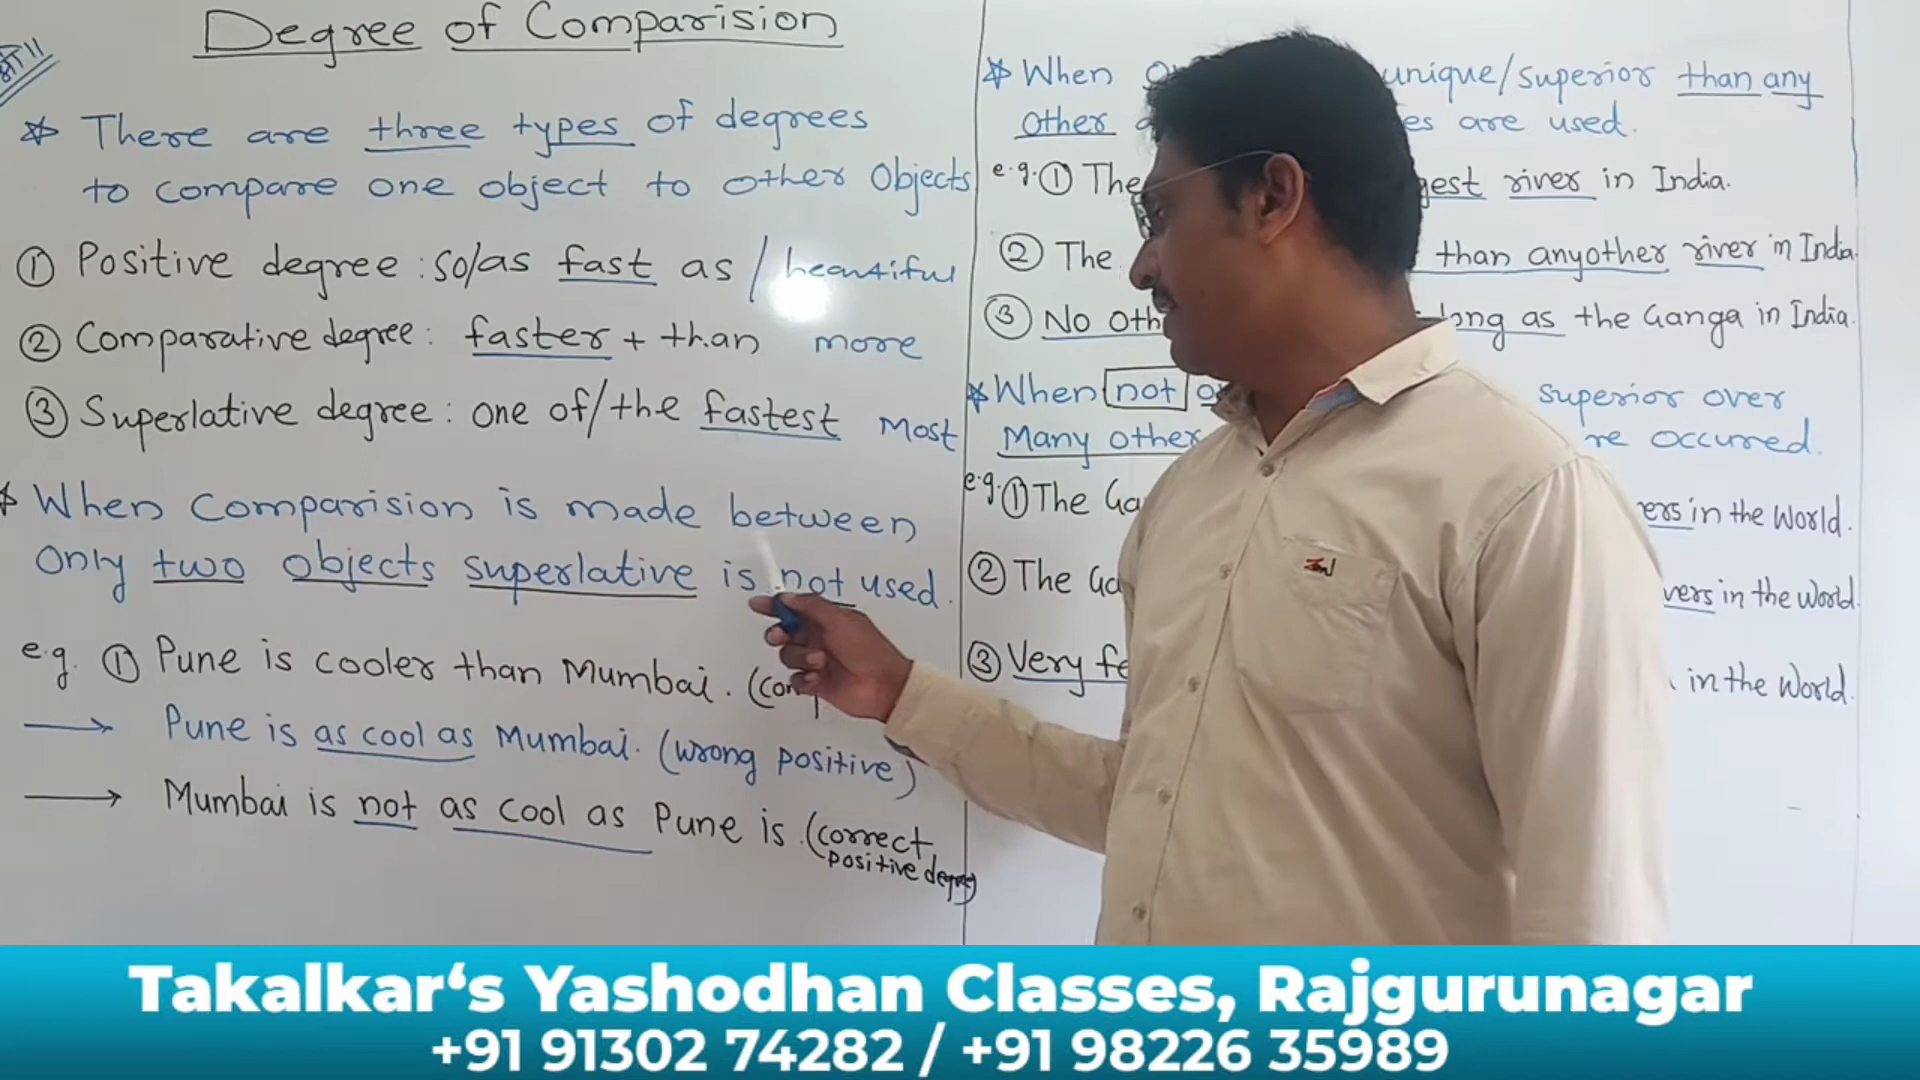 Degree of Comparision
☆ There are three types of degrees
to compare one object to other Objects
① Positive degree : so/as fast as / beautiful
② Comparative degree : faster + than more
③ Superlative degree : one of/the fastest Most
When Comparision is made between
Only two objects superlative is not used.
e.g. ① Pune is cooler than Mumbai.
→ Pune is as cool as Mumbai. (wrong positive)
→ Mumbai is not as cool as Pune is. (correct
positive degree)
☆ When unique/superior than any
Other are used.
e.g. ① The river in India.
② The than anyother river in India.
③ No long as the Ganga in India.
☆ When not superior over
Many other occurred.
e.g. ① The in the World.
② The in the World.
③ Very in the World.
Takalkar‘s Yashodhan Classes, Rajgurunagar
+91 91302 74282 / +91 98226 35989